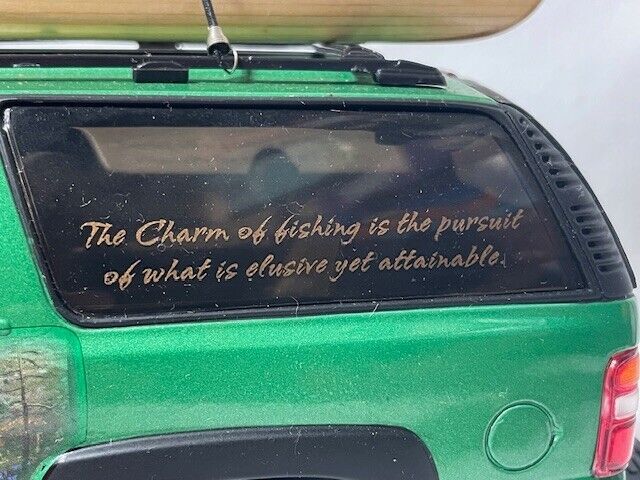 The Charm of fishing is the pursuit
of what is elusive yet attainable.